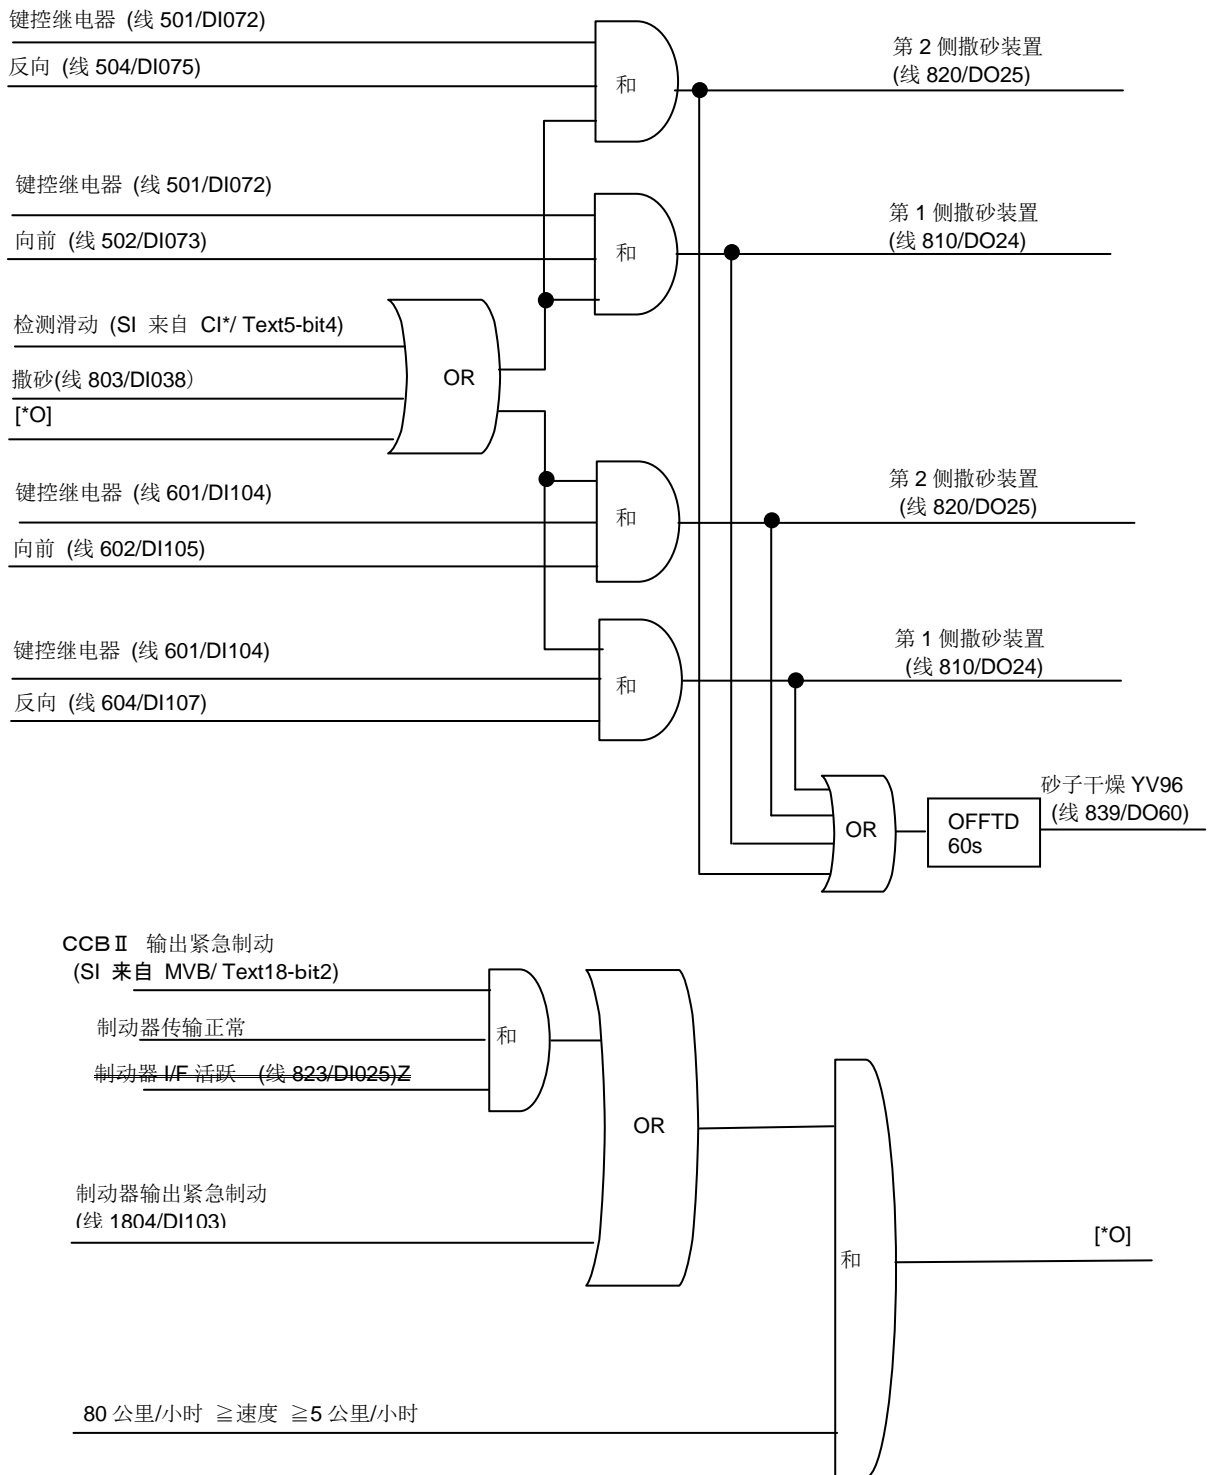 键控继电器 (线 501/DI072)
反向 (线 504/DI075)
和
第 2 侧撒砂装置
(线 820/DO25)
键控继电器 (线 501/DI072)
向前 (线 502/DI073)
和
第 1 侧撒砂装置
(线 810/DO24)
检测滑动 (SI 来自 CI*/ Text5-bit4)
撒砂(线 803/DI038)
[*O]
OR
键控继电器 (线 601/DI104)
向前 (线 602/DI105)
和
第 2 侧撒砂装置
(线 820/DO25)
键控继电器 (线 601/DI104)
反向 (线 604/DI107)
和
第 1 侧撒砂装置
(线 810/DO24)
OR
OFFTD
60s
砂子干燥 YV96
(线 839/DO60)
CCBⅡ 输出紧急制动
(SI 来自 MVB/ Text18-bit2)
制动器传输正常
制动器 I/F 活跃 (线 823/DI025)Z
和
OR
制动器输出紧急制动
(线 1804/DI103)
和
[*O]
80 公里/小时 ≧速度 ≧5 公里/小时